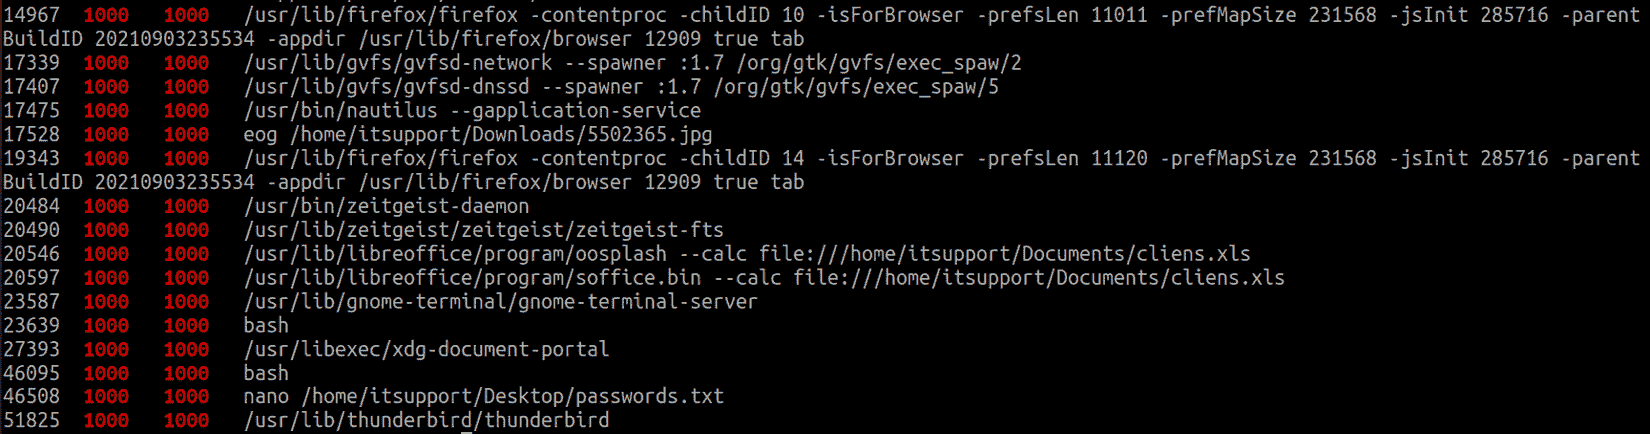 14967  1000   1000   /usr/lib/firefox/firefox -contentproc -childID 10 -isForBrowser -prefsLen 11011 -prefMapSize 231568 -jsInit 285716 -parent
BuildID 20210903235534 -appdir /usr/lib/firefox/browser 12909 true tab
17339  1000   1000   /usr/lib/gvfs/gvfsd-network --spawner :1.7 /org/gtk/gvfs/exec_spaw/2
17407  1000   1000   /usr/lib/gvfs/gvfsd-dnssd --spawner :1.7 /org/gtk/gvfs/exec_spaw/5
17475  1000   1000   /usr/bin/nautilus --gapplication-service
17528  1000   1000   eog /home/itsupport/Downloads/5502365.jpg
19343  1000   1000   /usr/lib/firefox/firefox -contentproc -childID 14 -isForBrowser -prefsLen 11120 -prefMapSize 231568 -jsInit 285716 -parent
BuildID 20210903235534 -appdir /usr/lib/firefox/browser 12909 true tab
20484  1000   1000   /usr/bin/zeitgeist-daemon
20490  1000   1000   /usr/lib/zeitgeist/zeitgeist/zeitgeist-fts
20546  1000   1000   /usr/lib/libreoffice/program/oosplash --calc file:///home/itsupport/Documents/cliens.xls
20597  1000   1000   /usr/lib/libreoffice/program/soffice.bin --calc file:///home/itsupport/Documents/cliens.xls
23587  1000   1000   /usr/lib/gnome-terminal/gnome-terminal-server
23639  1000   1000   bash
27393  1000   1000   /usr/libexec/xdg-document-portal
46095  1000   1000   bash
46508  1000   1000   nano /home/itsupport/Desktop/passwords.txt
51825  1000   1000   /usr/lib/thunderbird/thunderbird